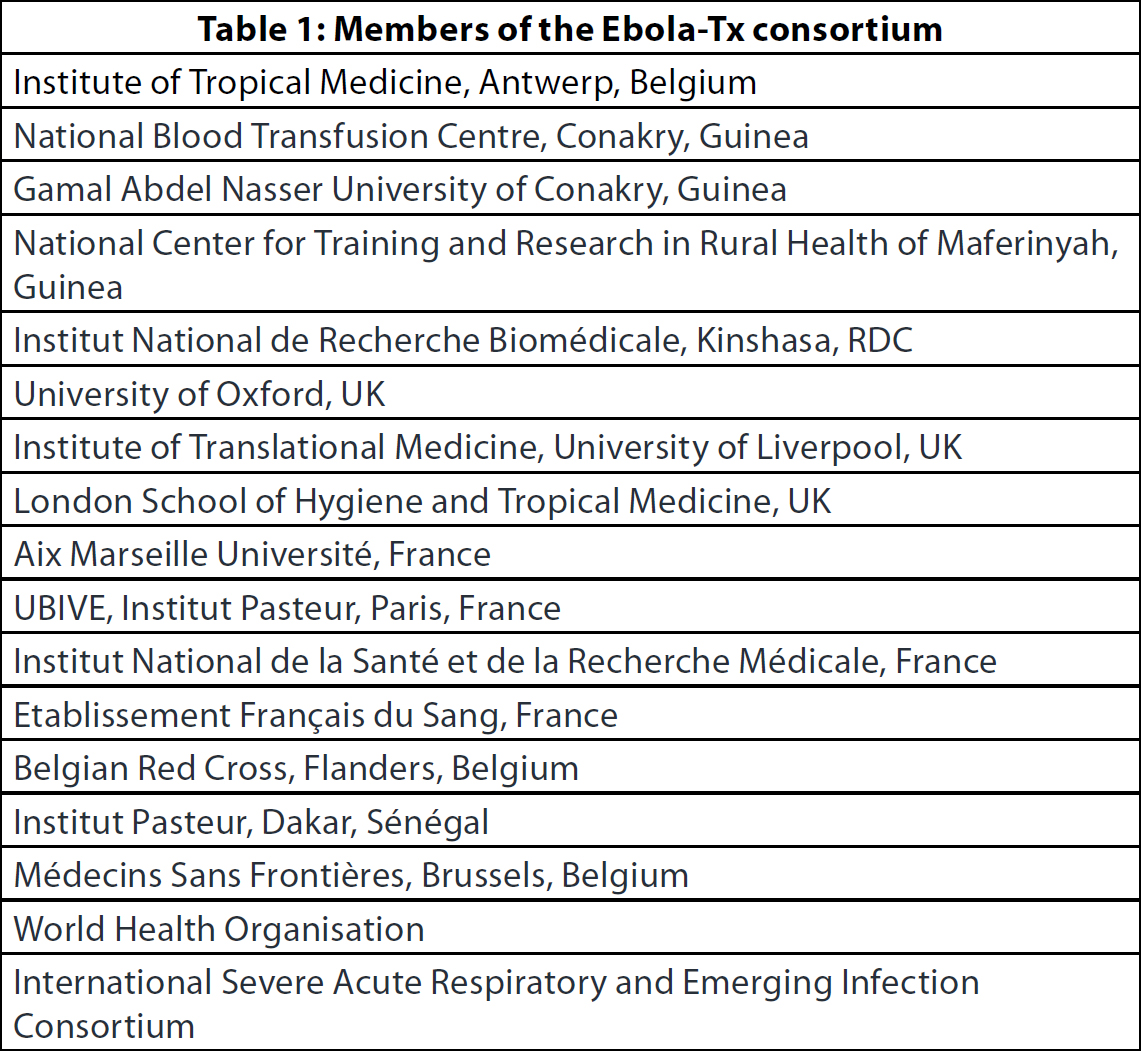 Table 1: Members of the Ebola-Tx consortium
Institute of Tropical Medicine, Antwerp, Belgium
National Blood Transfusion Centre, Conakry, Guinea
Gamal Abdel Nasser University of Conakry, Guinea
National Center for Training and Research in Rural Health of Maferinyah,
Guinea
Institut National de Recherche Biomédicale, Kinshasa, RDC
University of Oxford, UK
Institute of Translational Medicine, University of Liverpool, UK
London School of Hygiene and Tropical Medicine, UK
Aix Marseille Université, France
UBIVE, Institut Pasteur, Paris, France
Institut National de la Santé et de la Recherche Médicale, France
Etablissement Français du Sang, France
Belgian Red Cross, Flanders, Belgium
Institut Pasteur, Dakar, Sénégal
Médecins Sans Frontières, Brussels, Belgium
World Health Organisation
International Severe Acute Respiratory and Emerging Infection
Consortium